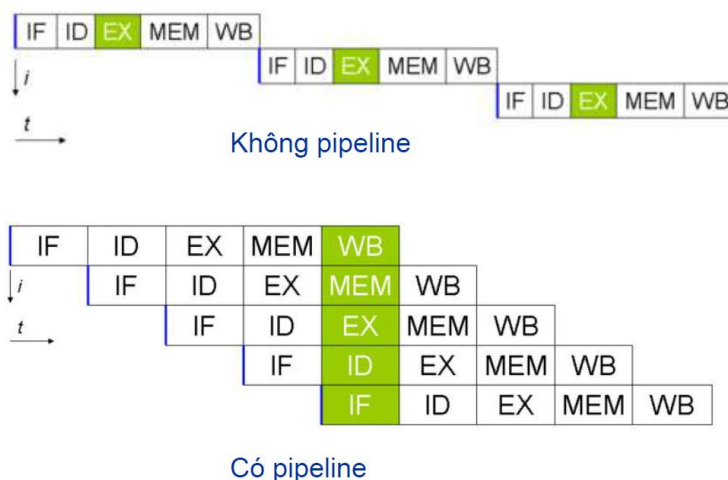 IF ID EX MEM WB
IF ID EX MEM WB
i
IF ID EX MEM WB
t
Không pipeline
IF ID EX MEM WB
i IF ID EX MEM WB
t IF ID EX MEM WB
IF ID EX MEM WB
IF ID EX MEM WB
Có pipeline